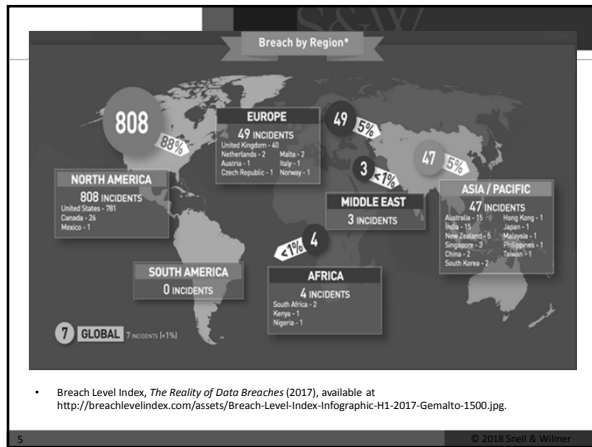 S&W
Breach by Region*
808
88%
NORTH AMERICA
808 INCIDENTS
United States - 781
Canada - 26
Mexico - 1
EUROPE
49 INCIDENTS
United Kingdom - 40
Netherlands - 2
Austria - 1
Czech Republic - 1
Malta - 2
Italy - 1
Norway - 1
49
5%
3
<1%
MIDDLE EAST
3 INCIDENTS
47
5%
ASIA / PACIFIC
47 INCIDENTS
Australia - 15
India - 15
New Zealand - 5
Singapore - 3
China - 2
South Korea - 2
Hong Kong - 1
Japan - 1
Malaysia - 1
Philippines - 1
Taiwan - 1
SOUTH AMERICA
0 INCIDENTS
<1%
4
AFRICA
4 INCIDENTS
South Africa - 2
Kenya - 1
Nigeria - 1
7 GLOBAL 7 INCIDENTS (<1%)
• Breach Level Index, The Reality of Data Breaches (2017), available at
http://breachlevelindex.com/assets/Breach-Level-Index-Infographic-H1-2017-Gemalto-1500.jpg.
5
© 2018 Snell & Wilmer